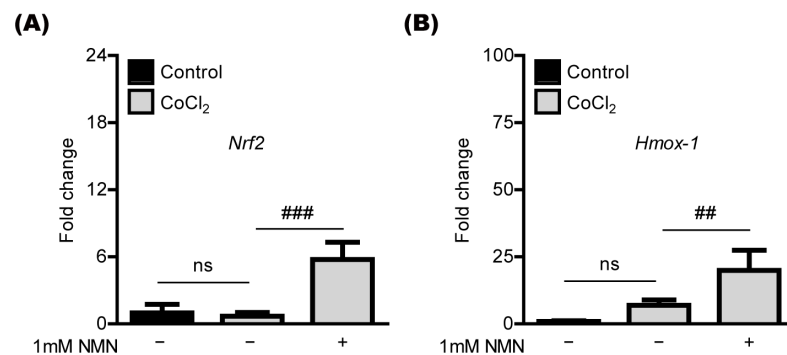 (A)
24
18
12
6
0
Fold change
Control
CoCl₂
Nrf2
ns
###
1mM NMN − − +
(B)
100
75
50
25
0
Fold change
Control
CoCl₂
Hmox-1
ns
##
1mM NMN − − +